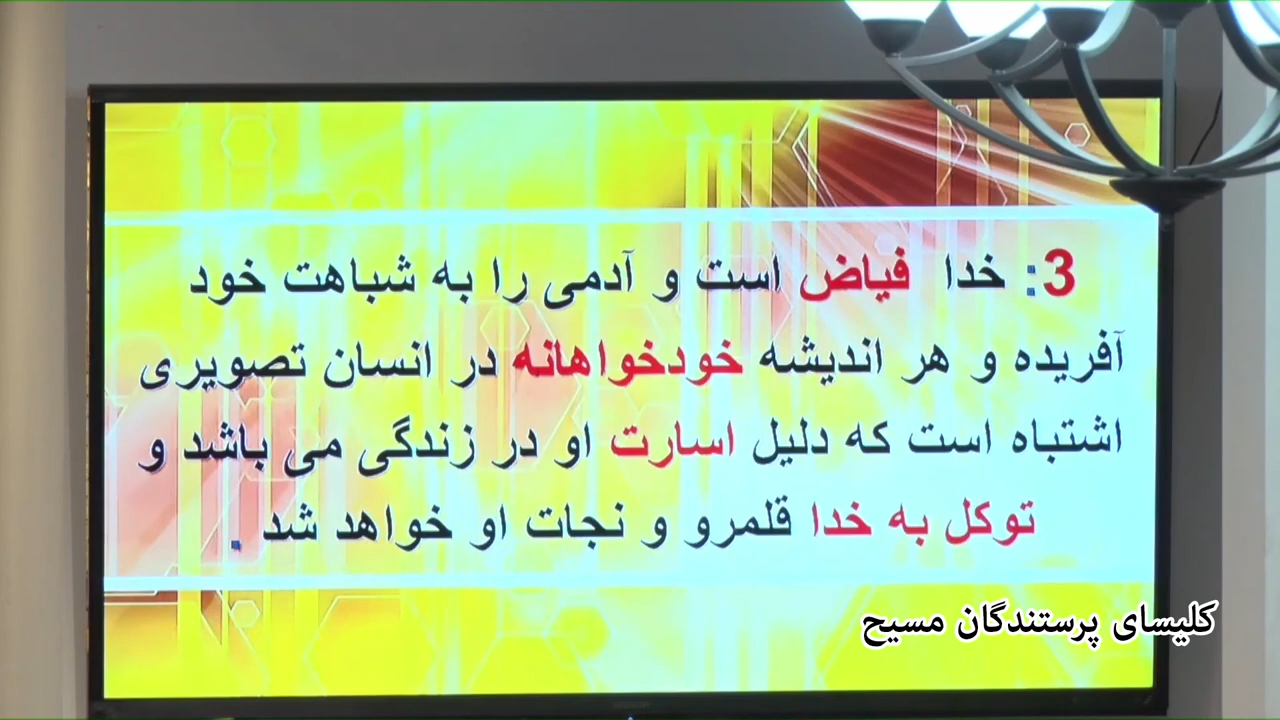 3: خدا فیاض است و آدمی را به شباهت خود
آفریده و هر اندیشه خودخواهانه در انسان تصویری
اشتباه است که دلیل اسارت او در زندگی می باشد و
توکل به خدا قلمرو و نجات او خواهد شد .
کلیسای پرستندگان مسیح